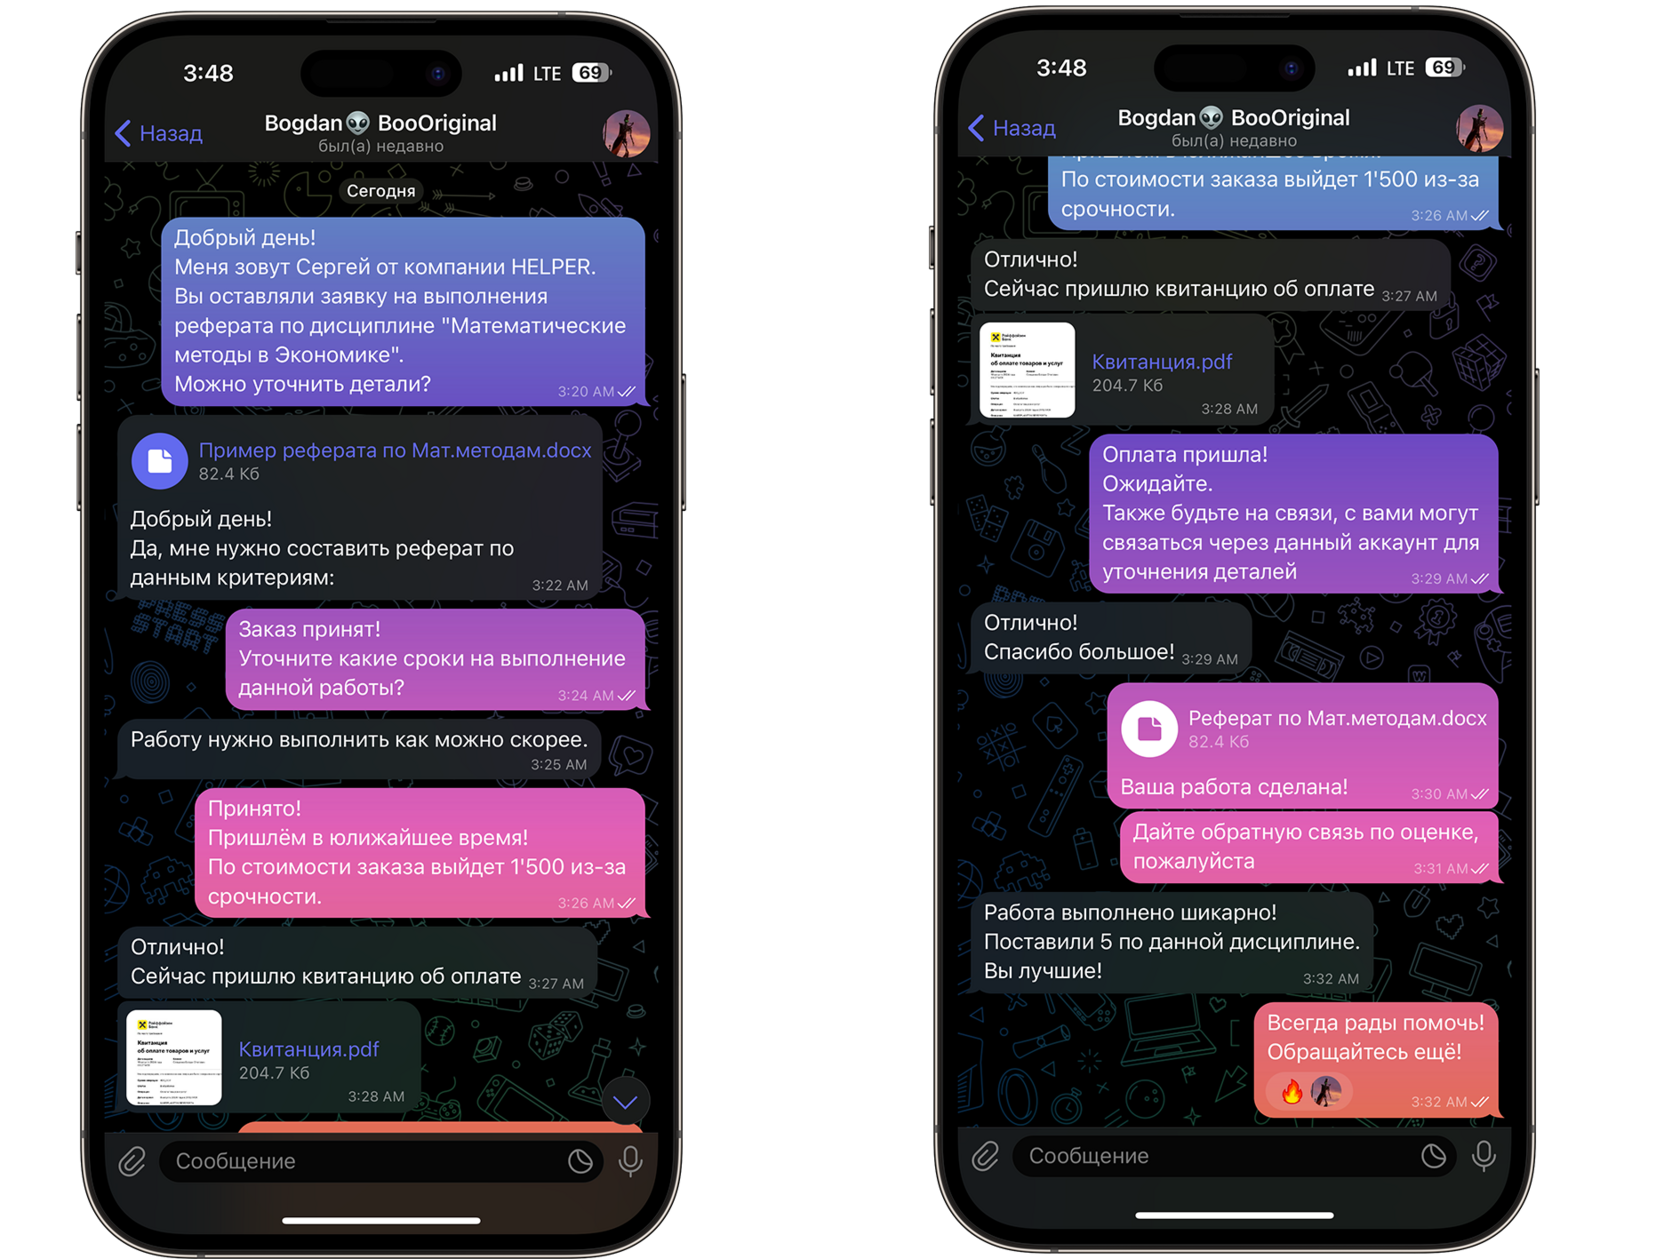 3:48
LTE 69
Назад
Bogdan👽 BooOriginal
был(а) недавно
Сегодня
Добрый день!
Меня зовут Сергей от компании HELPER.
Вы оставляли заявку на выполнения
реферата по дисциплине "Математические
методы в Экономике".
Можно уточнить детали?
3:20 AM
Пример реферата по Мат.методам.docx
82.4 Кб
Добрый день!
Да, мне нужно составить реферат по
данным критериям:
3:22 AM
PRESS
START
Заказ принят!
Уточните какие сроки на выполнение
данной работы?
3:24 AM
Работу нужно выполнить как можно скорее.
3:25 AM
Принято!
Пришлём в юлижайшее время!
По стоимости заказа выйдет 1'500 из-за
срочности.
3:26 AM
Отлично!
Сейчас пришлю квитанцию об оплате
3:27 AM
Райффайзен
Банк
Квитанция
об оплате товаров и услуг
Квитанция.pdf
204.7 Кб
3:28 AM
Сообщение
3:48
LTE 69
Назад
Bogdan👽 BooOriginal
был(а) недавно
По стоимости заказа выйдет 1'500 из-за
срочности.
3:26 AM
Отлично!
Сейчас пришлю квитанцию об оплате
3:27 AM
Райффайзен
Банк
Квитанция
об оплате товаров и услуг
Квитанция.pdf
204.7 Кб
3:28 AM
Оплата пришла!
Ожидайте.
Также будьте на связи, с вами могут
связаться через данный аккаунт для
уточнения деталей
3:29 AM
Отлично!
Спасибо большое!
3:29 AM
Реферат по Мат.методам.docx
82.4 Кб
Ваша работа сделана!
3:30 AM
Дайте обратную связь по оценке,
пожалуйста
3:31 AM
Работа выполнено шикарно!
Поставили 5 по данной дисциплине.
Вы лучшие!
3:32 AM
Всегда рады помочь!
Обращайтесь ещё!
🔥
3:32 AM
Сообщение